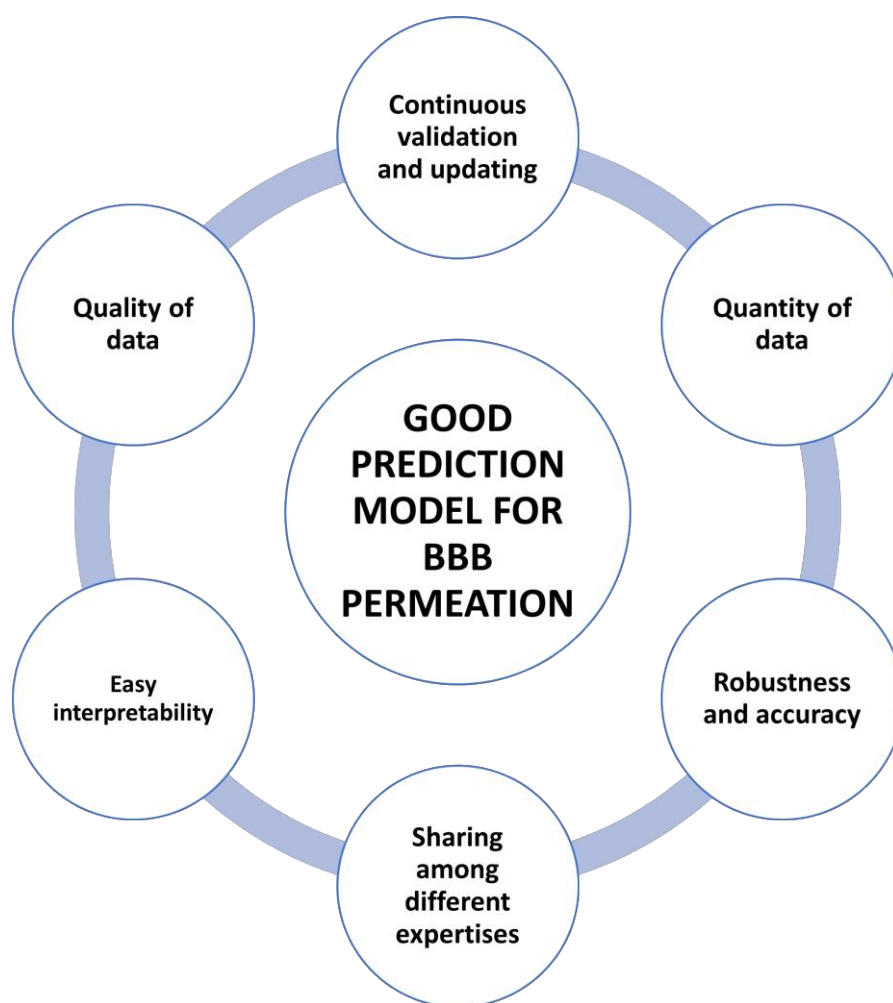 Continuous
validation
and updating
Quality of
data
Quantity of
data
GOOD
PREDICTION
MODEL FOR
BBB
PERMEATION
Easy
interpretability
Robustness
and accuracy
Sharing
among
different
expertises